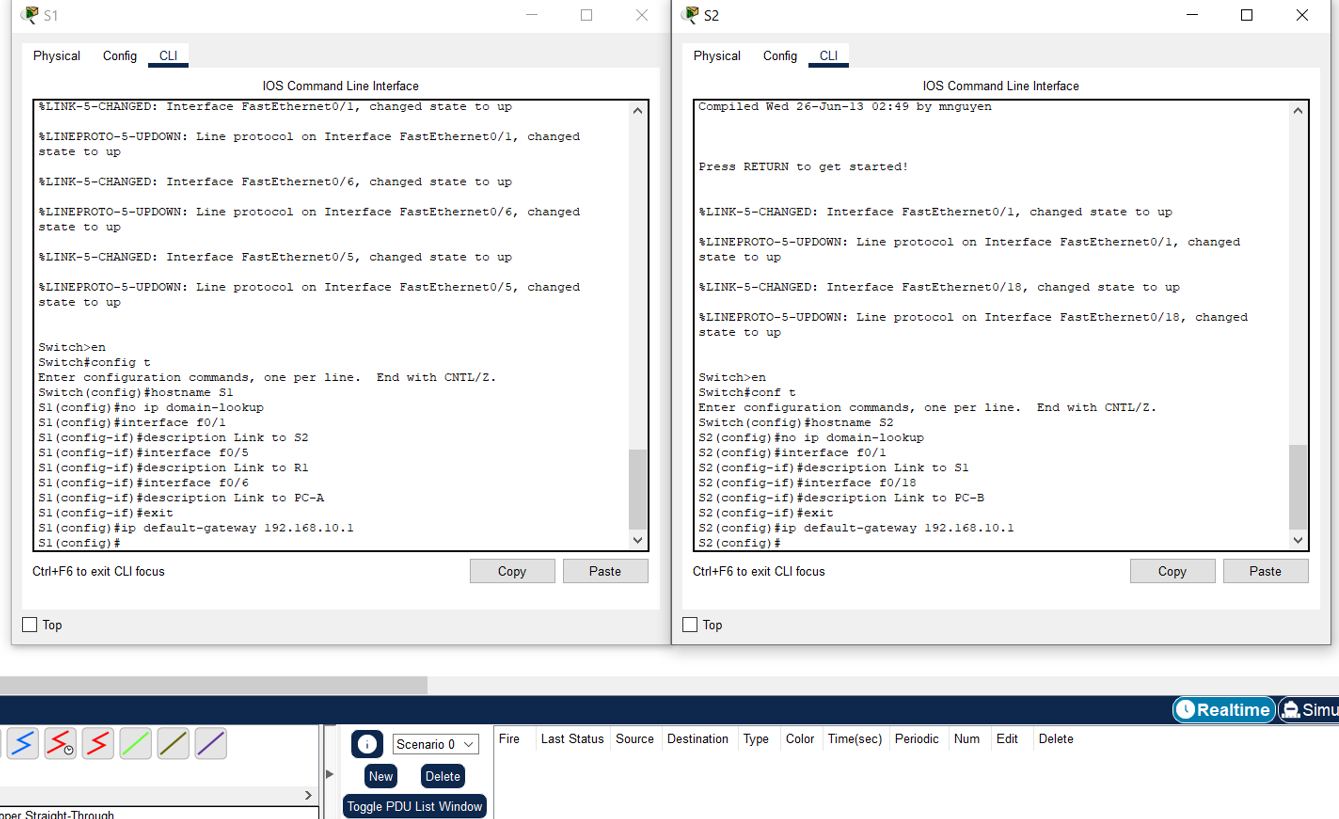 S1
Physical Config CLI
IOS Command Line Interface
%LINK-5-CHANGED: Interface FastEthernet0/1, changed state to up
%LINEPROTO-5-UPDOWN: Line protocol on Interface FastEthernet0/1, changed
state to up
%LINK-5-CHANGED: Interface FastEthernet0/6, changed state to up
%LINEPROTO-5-UPDOWN: Line protocol on Interface FastEthernet0/6, changed
state to up
%LINK-5-CHANGED: Interface FastEthernet0/5, changed state to up
%LINEPROTO-5-UPDOWN: Line protocol on Interface FastEthernet0/5, changed
state to up
Switch>en
Switch#config t
Enter configuration commands, one per line.  End with CNTL/Z.
Switch(config)#hostname S1
S1(config)#no ip domain-lookup
S1(config)#interface f0/1
S1(config-if)#description Link to S2
S1(config-if)#interface f0/5
S1(config-if)#description Link to R1
S1(config-if)#interface f0/6
S1(config-if)#description Link to PC-A
S1(config-if)#exit
S1(config)#ip default-gateway 192.168.10.1
S1(config)#
Ctrl+F6 to exit CLI focus
Copy Paste
Top
S2
Physical Config CLI
IOS Command Line Interface
Compiled Wed 26-Jun-13 02:49 by mnguyen
Press RETURN to get started!
%LINK-5-CHANGED: Interface FastEthernet0/1, changed state to up
%LINEPROTO-5-UPDOWN: Line protocol on Interface FastEthernet0/1, changed
state to up
%LINK-5-CHANGED: Interface FastEthernet0/18, changed state to up
%LINEPROTO-5-UPDOWN: Line protocol on Interface FastEthernet0/18, changed
state to up
Switch>en
Switch#conf t
Enter configuration commands, one per line.  End with CNTL/Z.
Switch(config)#hostname S2
S2(config)#no ip domain-lookup
S2(config)#interface f0/1
S2(config-if)#description Link to S1
S2(config-if)#interface f0/18
S2(config-if)#description Link to PC-B
S2(config-if)#exit
S2(config)#ip default-gateway 192.168.10.1
S2(config)#
Ctrl+F6 to exit CLI focus
Copy Paste
Top
Realtime Simu
Scenario 0
New Delete
Toggle PDU List Window
Fire Last Status Source Destination Type Color Time(sec) Periodic Num Edit Delete
pper Straight-Through